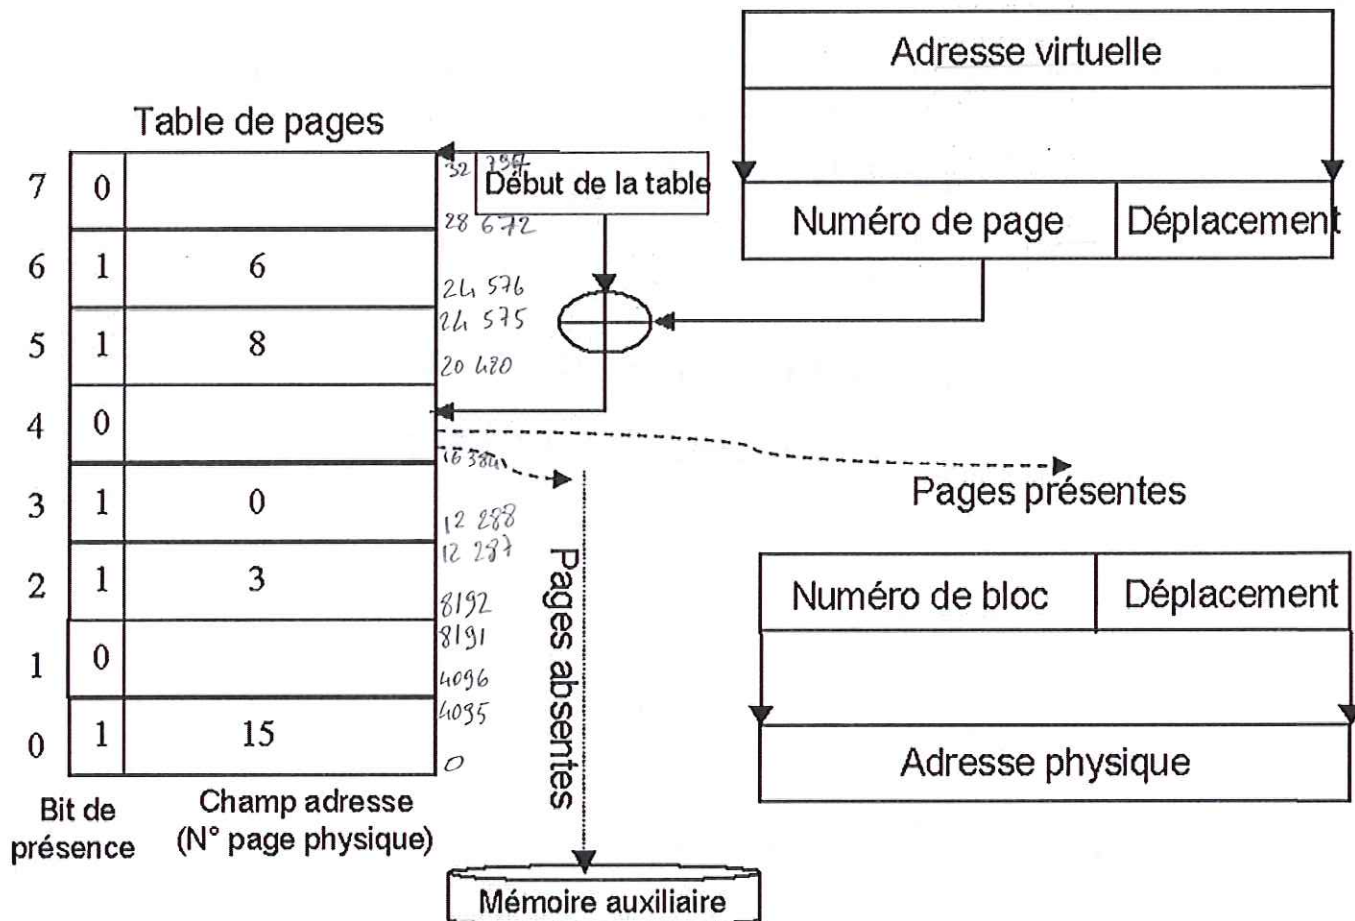 Adresse virtuelle
Table de pages
Début de la table
Numéro de page
Déplacement
7 0
32
28 672
6 1 6
24 576
24 575
5 1 8
20 480
4 0
16384
Pages présentes
3 1 0
12 288
12 287
2 1 3
8192
8191
1 0
4096
4095
0 1 15
0
Pages absentes
Numéro de bloc
Déplacement
Adresse physique
Bit de
présence
Champ adresse
(N° page physique)
Mémoire auxiliaire